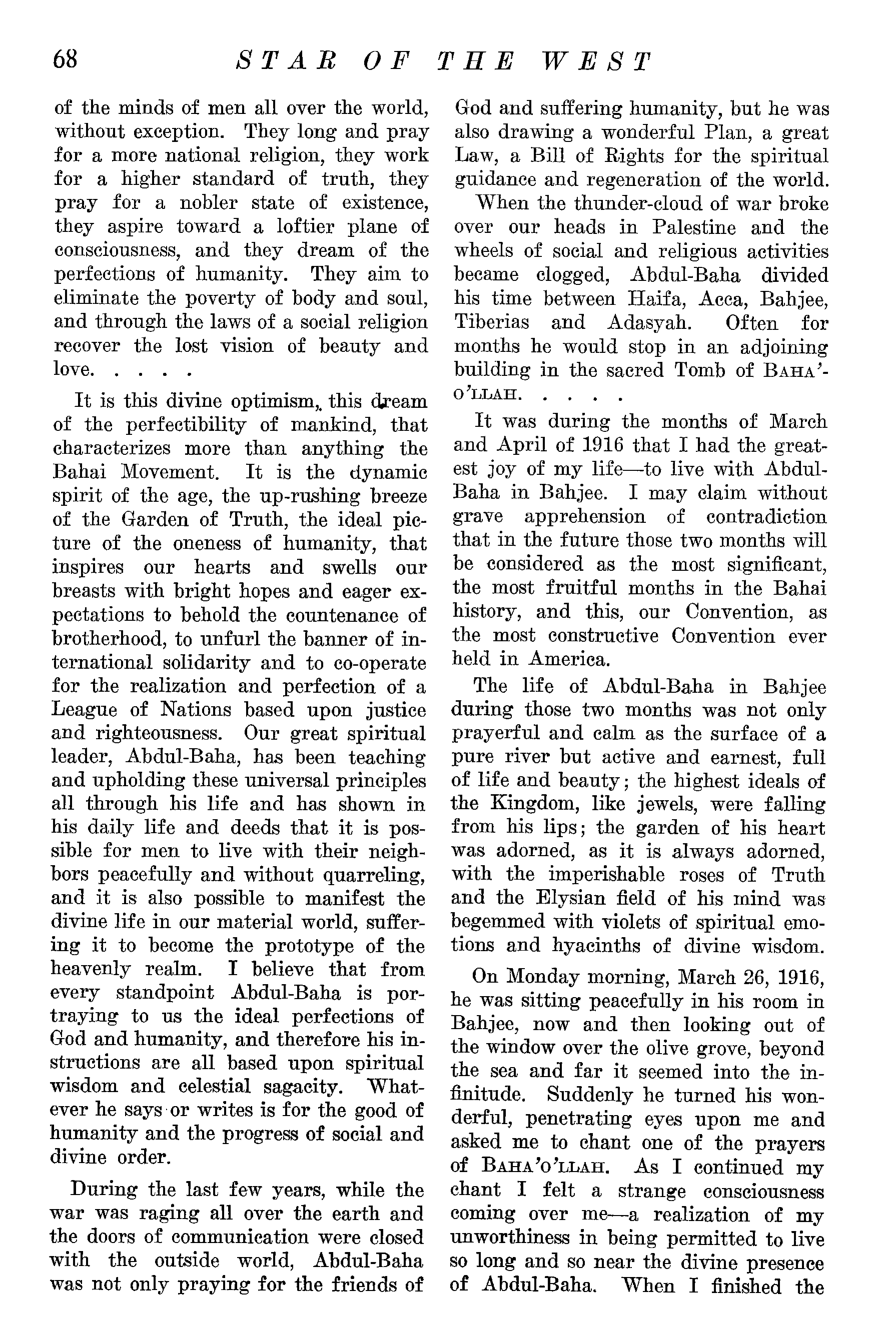 68 STAR OF THE WEST
of the minds of men all over the world,
without exception. They long and pray
for a more national religion, they work
for a higher standard of truth, they
pray for a nobler state of existence,
they aspire toward a loftier plane of
consciousness, and they dream of the
perfections of humanity. They aim to
eliminate the poverty of body and soul,
and through the laws of a social religion
recover the lost vision of beauty and
love. . . . . .
It is this divine optimism, this dream
of the perfectibility of mankind, that
characterizes more than anything the
Bahai Movement. It is the dynamic
spirit of the age, the up-rushing breeze
of the Garden of Truth, the ideal pic-
ture of the oneness of humanity, that
inspires our hearts and swells our
breasts with bright hopes and eager ex-
pectations to behold the countenance of
brotherhood, to unfurl the banner of in-
ternational solidarity and to co-operate
for the realization and perfection of a
League of Nations based upon justice
and righteousness. Our great spiritual
leader, Abdul-Baha, has been teaching
and upholding these universal principles
all through his life and has shown in
his daily life and deeds that it is pos-
sible for men to live with their neigh-
bors peacefully and without quarreling,
and it is also possible to manifest the
divine life in our material world, suffer-
ing it to become the prototype of the
heavenly realm. I believe that from
every standpoint Abdul-Baha is por-
traying to us the ideal perfections of
God and humanity, and therefore his in-
structions are all based upon spiritual
wisdom and celestial sagacity. What-
ever he says or writes is for the good of
humanity and the progress of social and
divine order.
During the last few years, while the
war was raging all over the earth and
the doors of communication were closed
with the outside world, Abdul-Baha
was not only praying for the friends of
God and suffering humanity, but he was
also drawing a wonderful Plan, a great
Law, a Bill of Rights for the spiritual
guidance and regeneration of the world.
When the thunder-cloud of war broke
over our heads in Palestine and the
wheels of social and religious activities
became clogged, Abdul-Baha divided
his time between Haifa, Acca, Bahjee,
Tiberias and Adasyah. Often for
months he would stop in an adjoining
building in the sacred Tomb of BAHA'-
O'LLAH. . . . . .
It was during the months of March
and April of 1916 that I had the great-
est joy of my life—to live with Abdul-
Baha in Bahjee. I may claim without
grave apprehension of contradiction
that in the future those two months will
be considered as the most significant,
the most fruitful months in the Bahai
history, and this, our Convention, as
the most constructive Convention ever
held in America.
The life of Abdul-Baha in Bahjee
during those two months was not only
prayerful and calm as the surface of a
pure river but active and earnest, full
of life and beauty; the highest ideals of
the Kingdom, like jewels, were falling
from his lips; the garden of his heart
was adorned, as it is always adorned,
with the imperishable roses of Truth
and the Elysian field of his mind was
begemmed with violets of spiritual emo-
tions and hyacinths of divine wisdom.
On Monday morning, March 26, 1916,
he was sitting peacefully in his room in
Bahjee, now and then looking out of
the window over the olive grove, beyond
the sea and far it seemed into the in-
finitude. Suddenly he turned his won-
derful, penetrating eyes upon me and
asked me to chant one of the prayers
of BAHA'O'LLAH. As I continued my
chant I felt a strange consciousness
coming over me—a realization of my
unworthiness in being permitted to live
so long and so near the divine presence
of Abdul-Baha. When I finished the